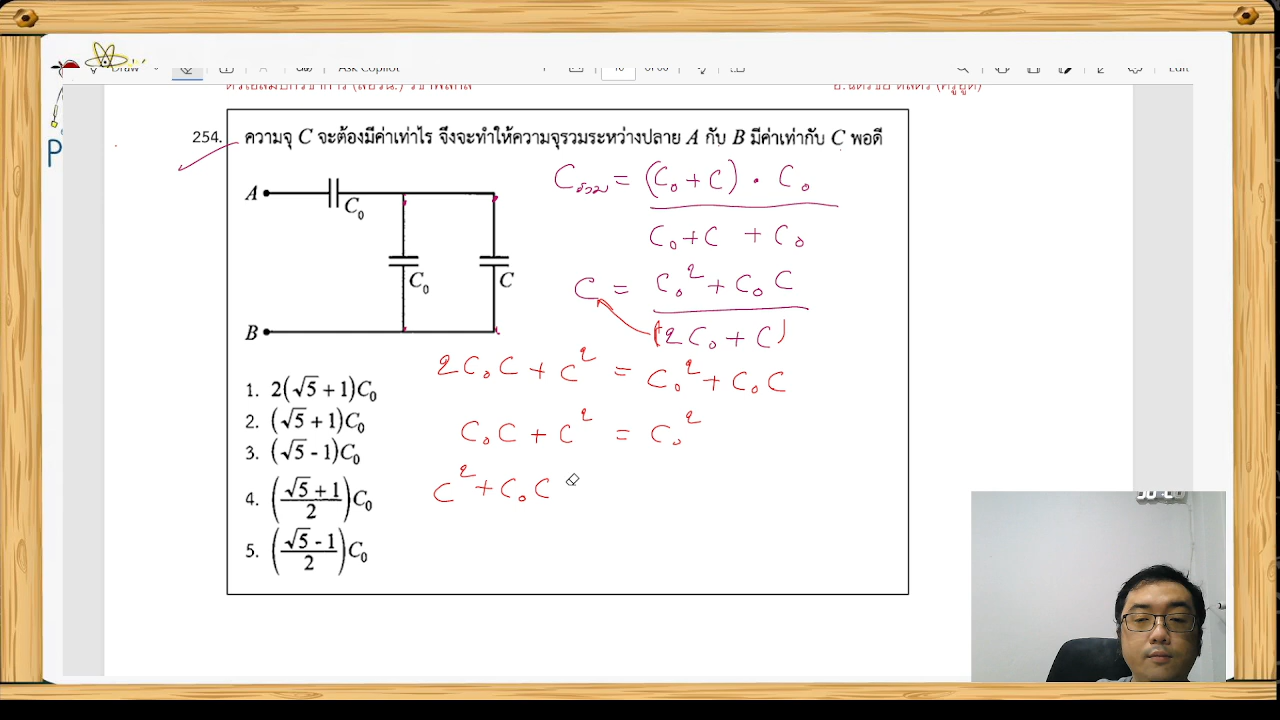 Ask Copilot
Edit
254. ความจุ C จะต้องมีค่าเท่าไร จึงจะทำให้ความจุรวมระหว่างปลาย A กับ B มีค่าเท่ากับ C พอดี
A
C₀
C₀
C
B
1. 2(√5 + 1)C₀
2. (√5 + 1)C₀
3. (√5 - 1)C₀
4. ((√5 + 1)/2)C₀
5. ((√5 - 1)/2)C₀
Cรวม = (C₀ + C) · C₀
C₀ + C + C₀
C = C₀² + C₀C
(2C₀ + C)
2C₀C + C² = C₀² + C₀C
C₀C + C² = C₀²
C² + C₀C
P